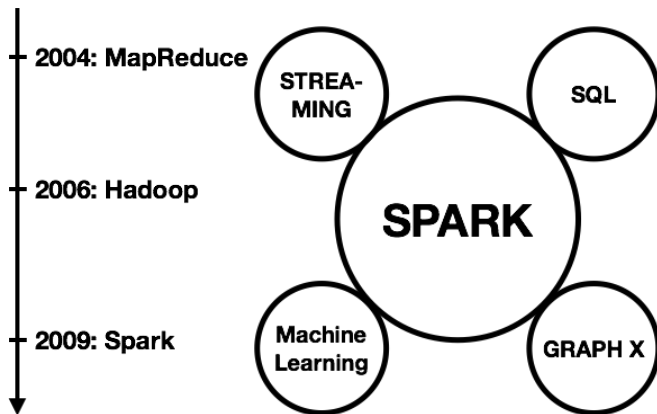 2004: MapReduce
2006: Hadoop
2009: Spark
STREA-
MING
SQL
SPARK
Machine
Learning
GRAPH X